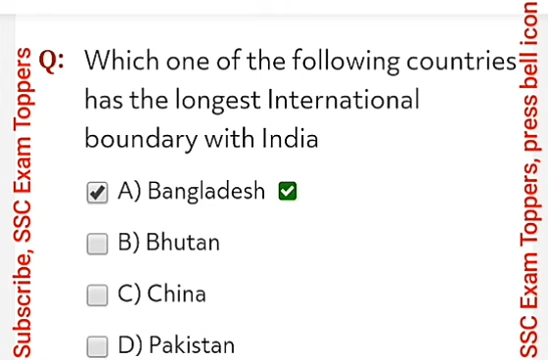 Q: Which one of the following countries
has the longest International
boundary with India
A) Bangladesh
B) Bhutan
C) China
D) Pakistan
Subscribe, SSC Exam Toppers
SSC Exam Toppers, press bell icon